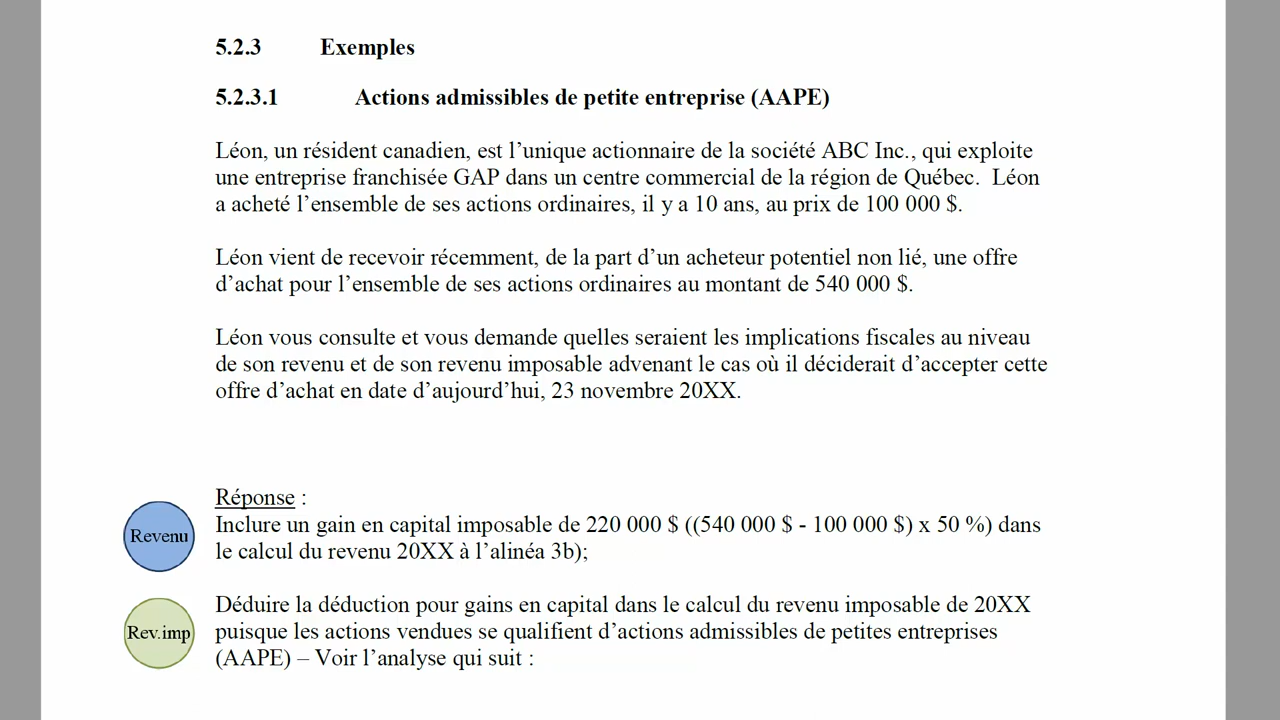 5.2.3 Exemples
5.2.3.1 Actions admissibles de petite entreprise (AAPE)
Léon, un résident canadien, est l’unique actionnaire de la société ABC Inc., qui exploite
une entreprise franchisée GAP dans un centre commercial de la région de Québec. Léon
a acheté l’ensemble de ses actions ordinaires, il y a 10 ans, au prix de 100 000 $.
Léon vient de recevoir récemment, de la part d’un acheteur potentiel non lié, une offre
d’achat pour l’ensemble de ses actions ordinaires au montant de 540 000 $.
Léon vous consulte et vous demande quelles seraient les implications fiscales au niveau
de son revenu et de son revenu imposable advenant le cas où il déciderait d’accepter cette
offre d’achat en date d’aujourd’hui, 23 novembre 20XX.
Réponse :
Revenu
Inclure un gain en capital imposable de 220 000 $ ((540 000 $ - 100 000 $) x 50 %) dans
le calcul du revenu 20XX à l’alinéa 3b);
Rev.imp
Déduire la déduction pour gains en capital dans le calcul du revenu imposable de 20XX
puisque les actions vendues se qualifient d’actions admissibles de petites entreprises
(AAPE) – Voir l’analyse qui suit :